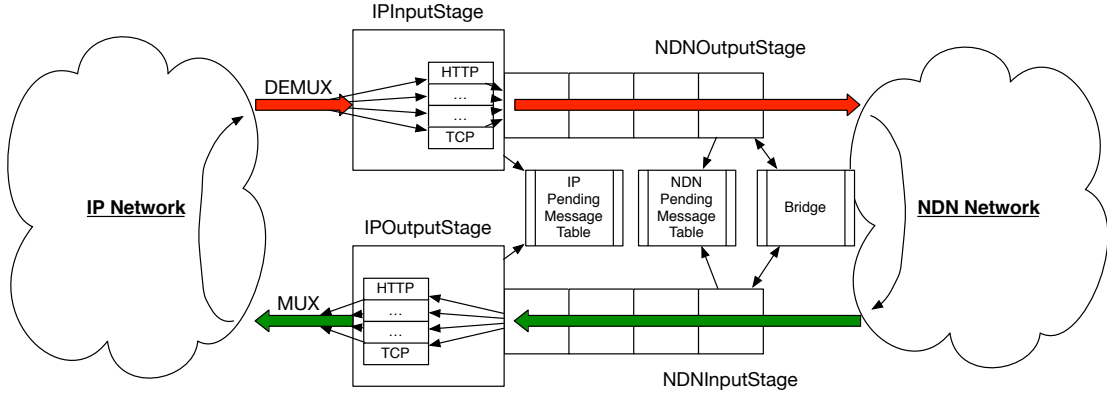 IPInputStage
NDNOutputStage
DEMUX
HTTP
...
...
TCP
IP Network
IP
Pending
Message
Table
NDN
Pending
Message
Table
Bridge
NDN Network
IPOutputStage
MUX
HTTP
...
...
TCP
NDNInputStage